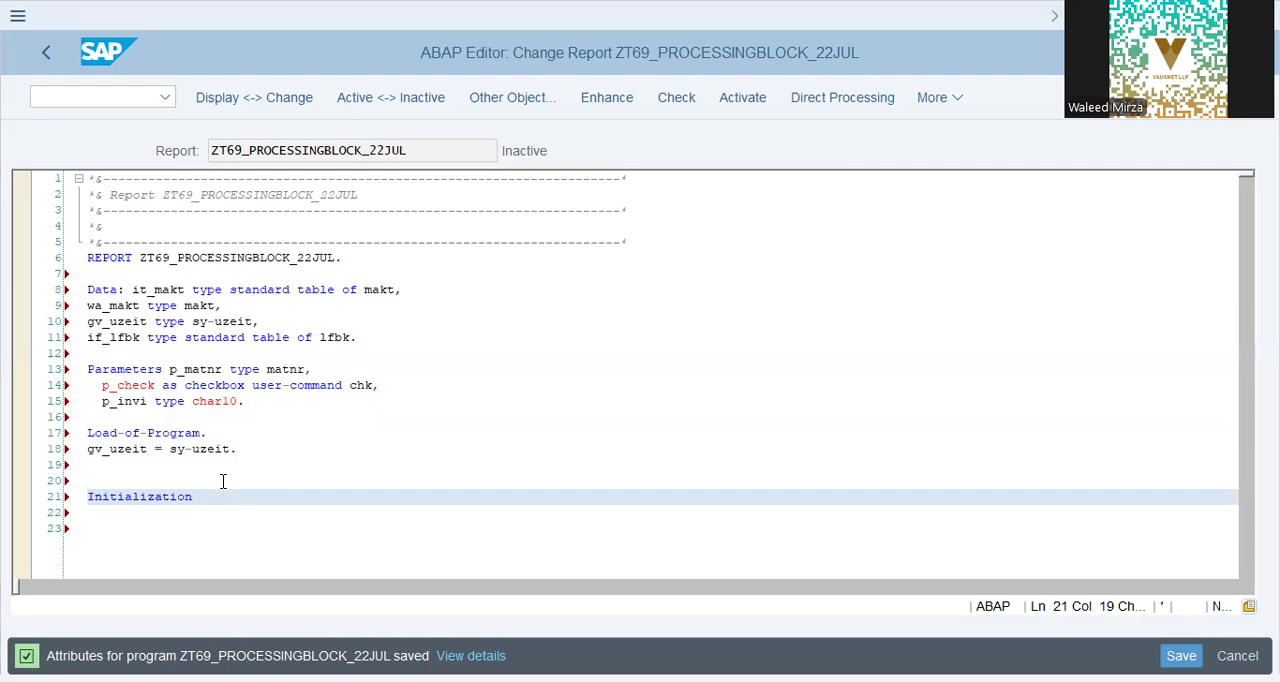 SAP
ABAP Editor: Change Report ZT69_PROCESSINGBLOCK_22JUL
VAUSNET LLP
Waleed Mirza
Display <-> Change
Active <-> Inactive
Other Object...
Enhance
Check
Activate
Direct Processing
More
Report:
ZT69_PROCESSINGBLOCK_22JUL
Inactive
1 *&---------------------------------------------------------------------*
2 *& Report ZT69_PROCESSINGBLOCK_22JUL
3 *&---------------------------------------------------------------------*
4 *&
5 *&---------------------------------------------------------------------*
6 REPORT ZT69_PROCESSINGBLOCK_22JUL.
7
8 Data: it_makt type standard table of makt,
9 wa_makt type makt,
10 gv_uzeit type sy-uzeit,
11 if_lfbk type standard table of lfbk.
12
13 Parameters p_matnr type matnr,
14 p_check as checkbox user-command chk,
15 p_invi type char10.
16
17 Load-of-Program.
18 gv_uzeit = sy-uzeit.
19
20
21 Initialization
22
23
| ABAP | Ln 21 Col 19 Ch... | ' | | N...
Attributes for program ZT69_PROCESSINGBLOCK_22JUL saved View details
Save
Cancel